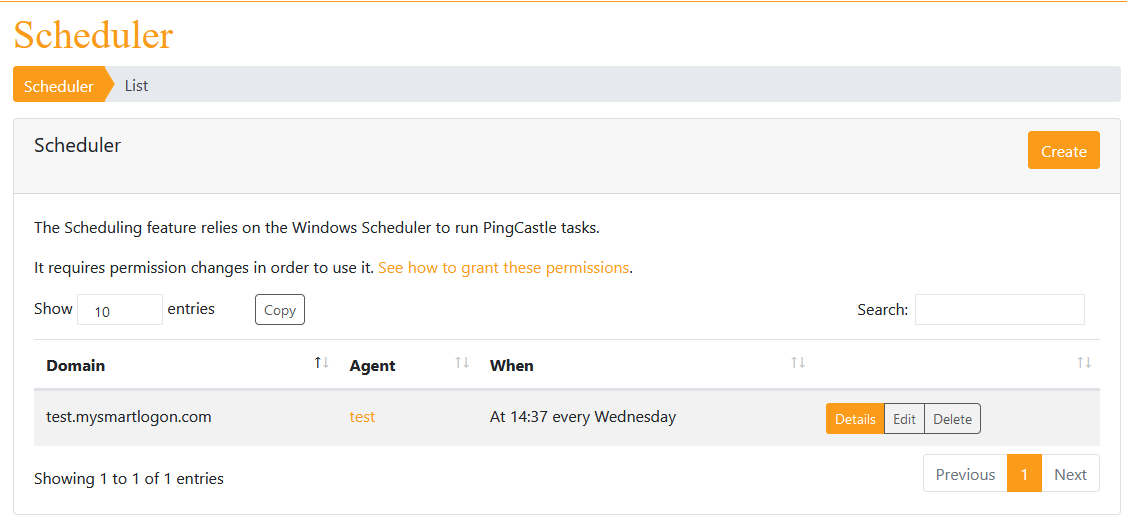 Scheduler
Scheduler List
Scheduler
Create
The Scheduling feature relies on the Windows Scheduler to run PingCastle tasks.
It requires permission changes in order to use it. See how to grant these permissions.
Show 10 entries Copy Search:
Domain ↑↓ Agent ↑↓ When ↑↓ ↑↓
test.mysmartlogon.com test At 14:37 every Wednesday Details Edit Delete
Showing 1 to 1 of 1 entries Previous 1 Next